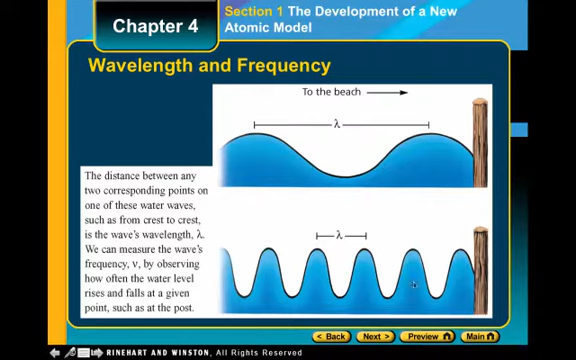 Chapter 4
Section 1 The Development of a New
Atomic Model
Wavelength and Frequency
To the beach
λ
The distance between any
two corresponding points on
one of these water waves,
such as from crest to crest,
is the wave's wavelength, λ.
We can measure the wave's
frequency, ν, by observing
how often the water level
rises and falls at a given
point, such as at the post.
λ
< Back
Next >
Preview
Main
RINEHART AND WINSTON, All Rights Reserved